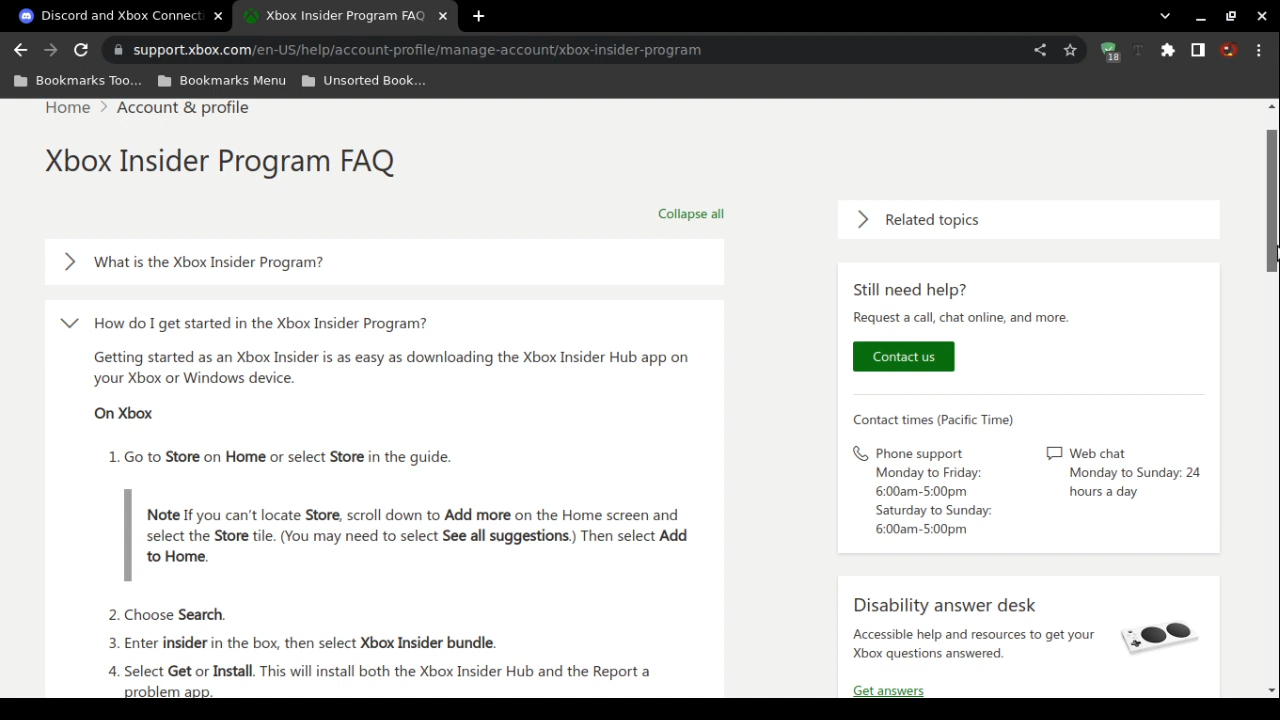 Discord and Xbox Connecti
Xbox Insider Program FAQ
support.xbox.com/en-US/help/account-profile/manage-account/xbox-insider-program
18
T
Bookmarks Too...
Bookmarks Menu
Unsorted Book...
Home > Account & profile
Xbox Insider Program FAQ
Collapse all
What is the Xbox Insider Program?
How do I get started in the Xbox Insider Program?
Getting started as an Xbox Insider is as easy as downloading the Xbox Insider Hub app on
your Xbox or Windows device.
On Xbox
1. Go to Store on Home or select Store in the guide.
Note If you can't locate Store, scroll down to Add more on the Home screen and
select the Store tile. (You may need to select See all suggestions.) Then select Add
to Home.
2. Choose Search.
3. Enter insider in the box, then select Xbox Insider bundle.
4. Select Get or Install. This will install both the Xbox Insider Hub and the Report a
problem app.
Related topics
Still need help?
Request a call, chat online, and more.
Contact us
Contact times (Pacific Time)
Phone support
Monday to Friday:
6:00am-5:00pm
Saturday to Sunday:
6:00am-5:00pm
Web chat
Monday to Sunday: 24
hours a day
Disability answer desk
Accessible help and resources to get your
Xbox questions answered.
Get answers